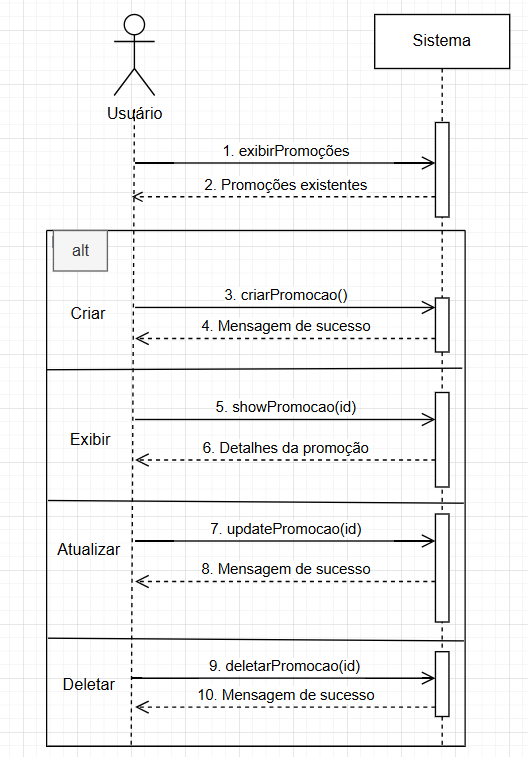 Sistema
Usuário
1. exibirPromoções
2. Promoções existentes
alt
Criar
3. criarPromocao()
4. Mensagem de sucesso
Exibir
5. showPromocao(id)
6. Detalhes da promoção
Atualizar
7. updatePromocao(id)
8. Mensagem de sucesso
Deletar
9. deletarPromocao(id)
10. Mensagem de sucesso